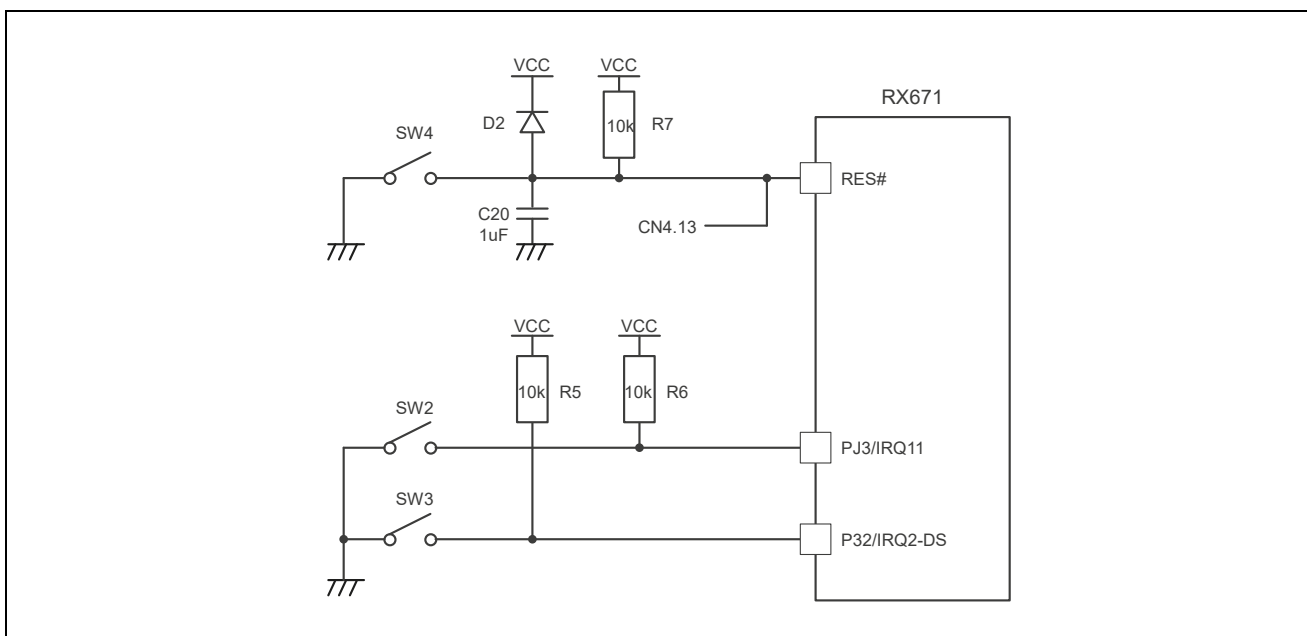 VCC
VCC
RX671
D2
10k
R7
SW4
RES#
C20
1uF
CN4.13
VCC
VCC
10k
R5
10k
R6
SW2
PJ3/IRQ11
SW3
P32/IRQ2-DS